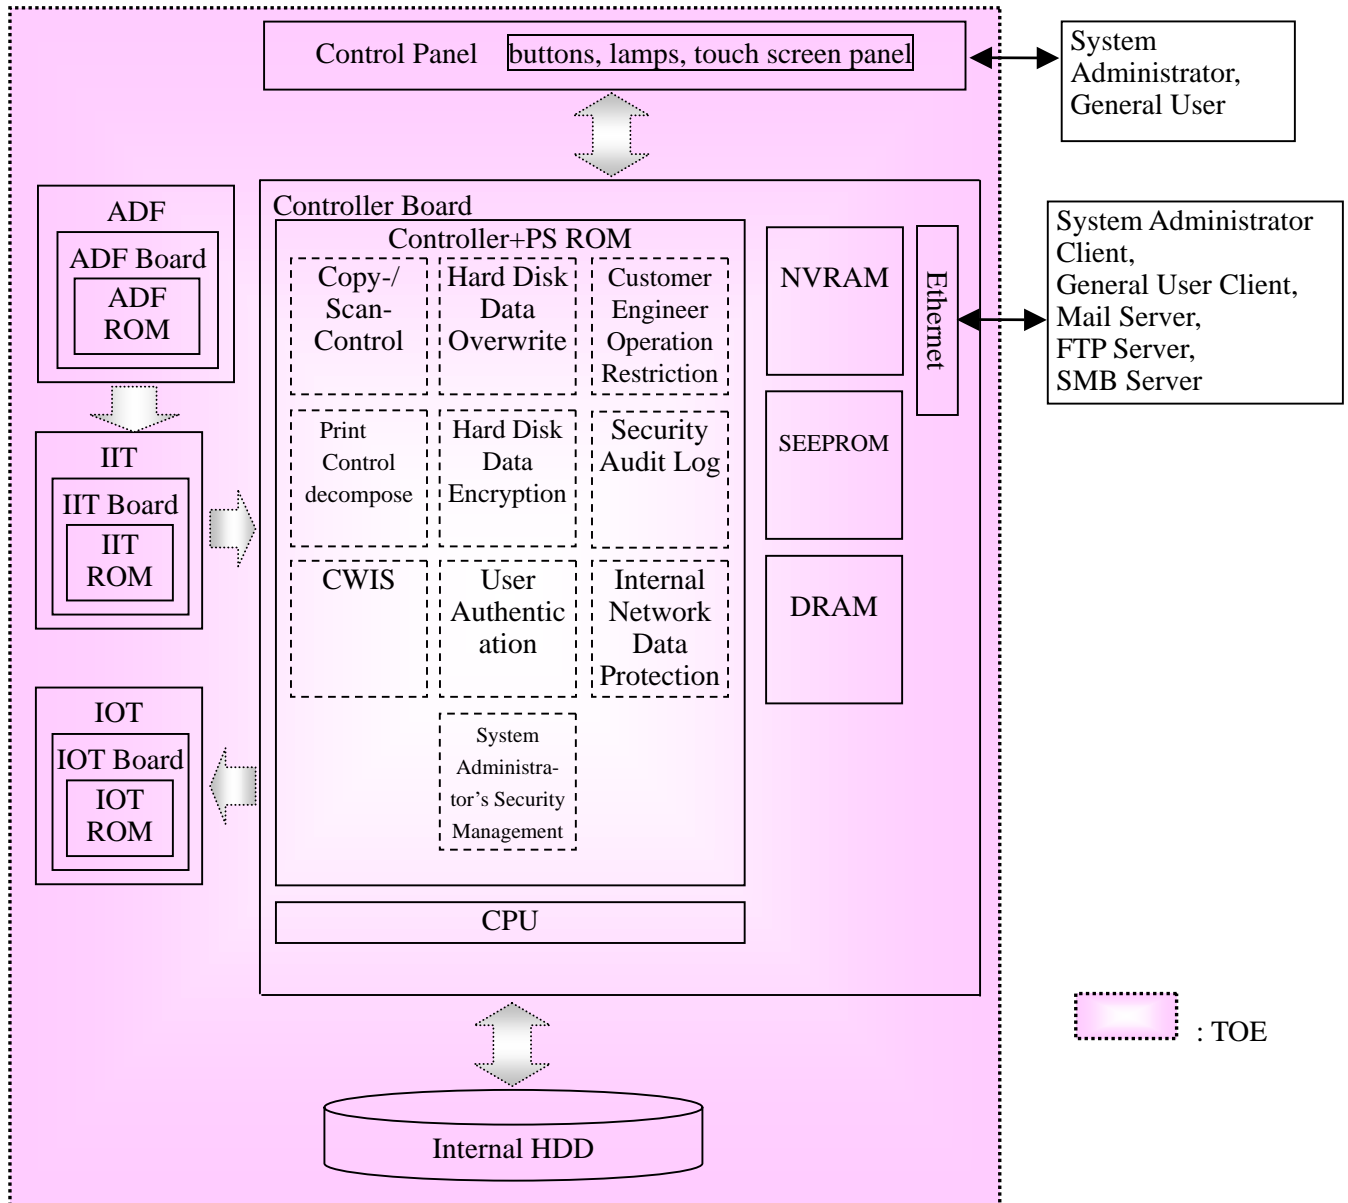 Control Panel
buttons, lamps, touch screen panel
System
Administrator,
General User
ADF
ADF Board
ADF
ROM
IIT
IIT Board
IIT
ROM
IOT
IOT Board
IOT
ROM
Controller Board
Controller+PS ROM
Copy-/
Scan-
Control
Hard Disk
Data
Overwrite
Customer
Engineer
Operation
Restriction
Print
Control
decompose
Hard Disk
Data
Encryption
Security
Audit Log
CWIS
User
Authentic
ation
Internal
Network
Data
Protection
System
Administra-
tor’s Security
Management
CPU
NVRAM
SEEPROM
DRAM
Ethernet
System Administrator
Client,
General User Client,
Mail Server,
FTP Server,
SMB Server
Internal HDD
: TOE